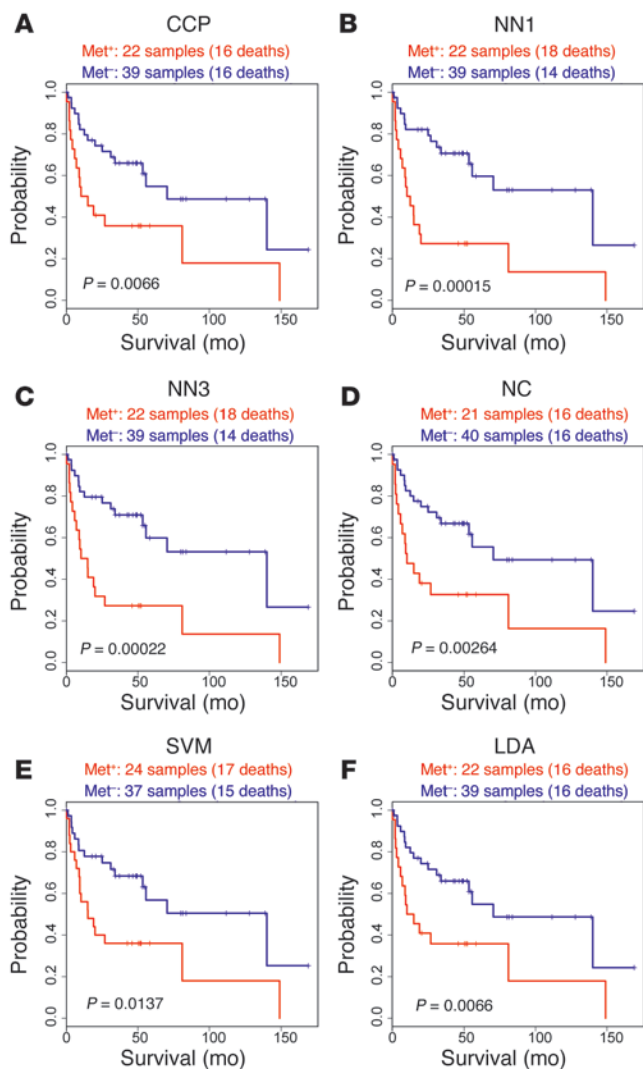 A CCP
Met⁺: 22 samples (16 deaths)
Met⁻: 39 samples (16 deaths)
Probability
1.0
0.8
0.6
0.4
0.2
0.0
P = 0.0066
0 50 100 150
Survival (mo)
B NN1
Met⁺: 22 samples (18 deaths)
Met⁻: 39 samples (14 deaths)
Probability
1.0
0.8
0.6
0.4
0.2
0.0
P = 0.00015
0 50 100 150
Survival (mo)
C NN3
Met⁺: 22 samples (18 deaths)
Met⁻: 39 samples (14 deaths)
Probability
1.0
0.8
0.6
0.4
0.2
0.0
P = 0.00022
0 50 100 150
Survival (mo)
D NC
Met⁺: 21 samples (16 deaths)
Met⁻: 40 samples (16 deaths)
Probability
1.0
0.8
0.6
0.4
0.2
0.0
P = 0.00264
0 50 100 150
Survival (mo)
E SVM
Met⁺: 24 samples (17 deaths)
Met⁻: 37 samples (15 deaths)
Probability
1.0
0.8
0.6
0.4
0.2
0.0
P = 0.0137
0 50 100 150
Survival (mo)
F LDA
Met⁺: 22 samples (16 deaths)
Met⁻: 39 samples (16 deaths)
Probability
1.0
0.8
0.6
0.4
0.2
0.0
P = 0.0066
0 50 100 150
Survival (mo)